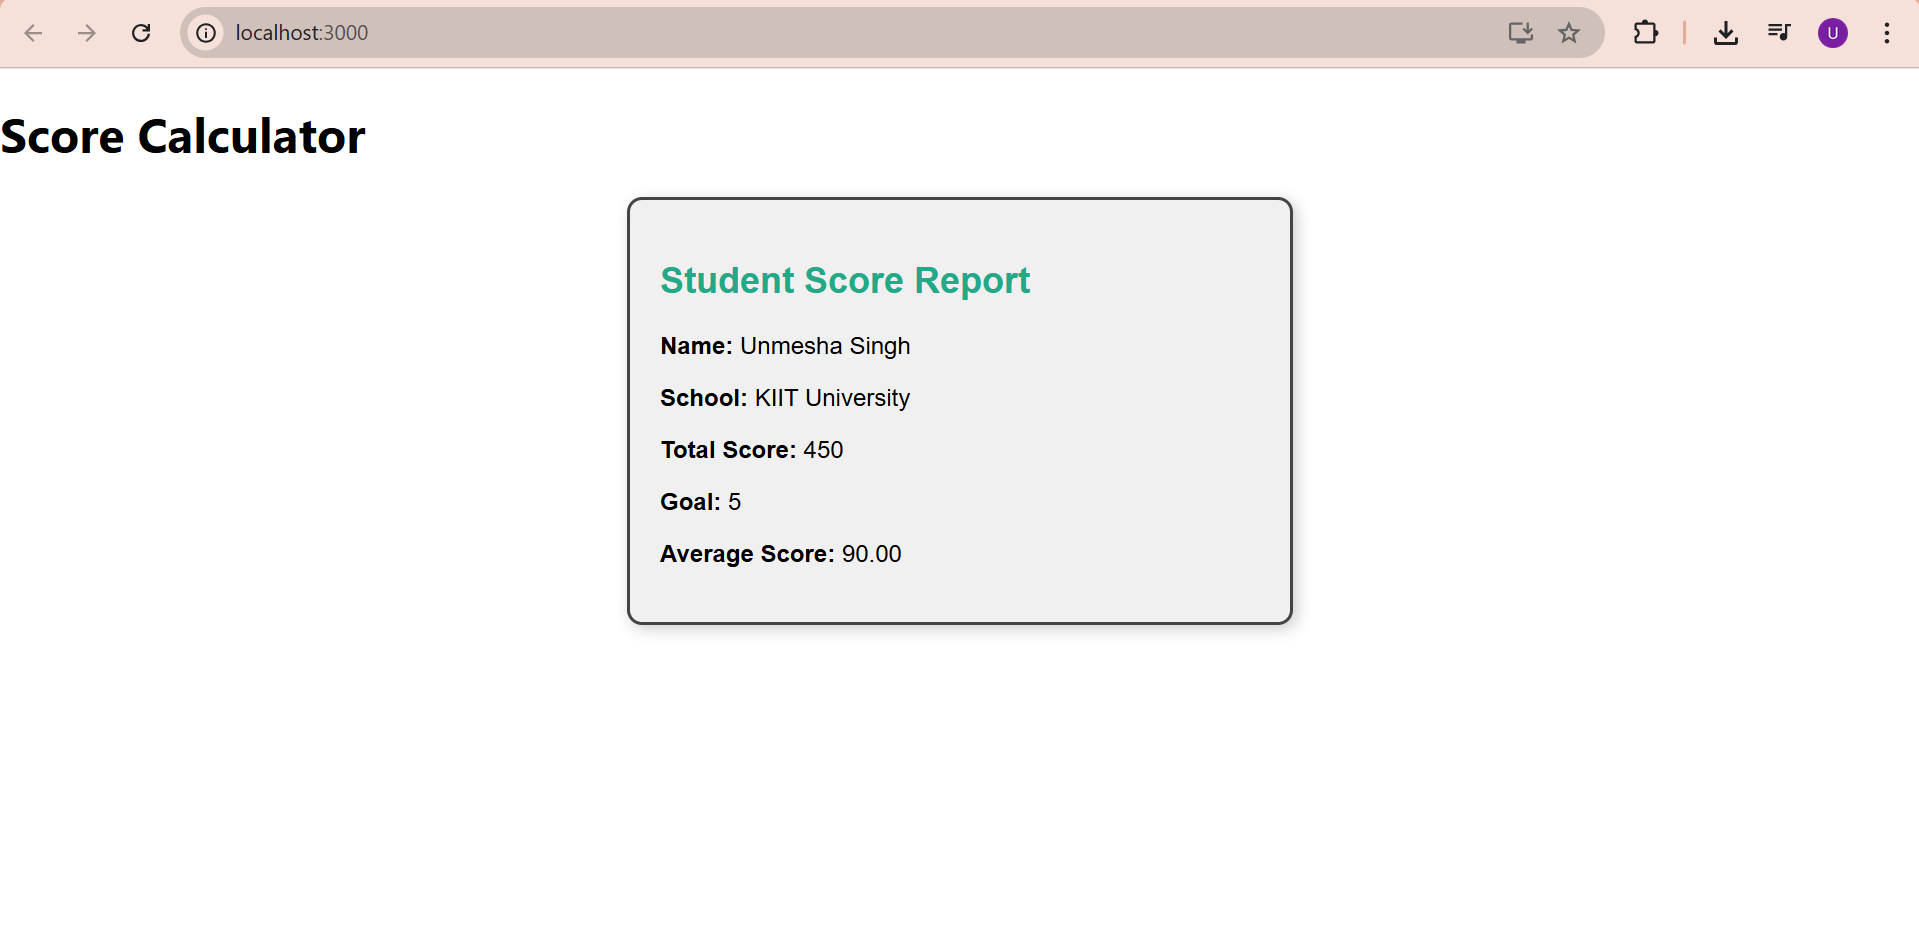 localhost:3000
U
Score Calculator
Student Score Report
Name: Unmesha Singh
School: KIIT University
Total Score: 450
Goal: 5
Average Score: 90.00